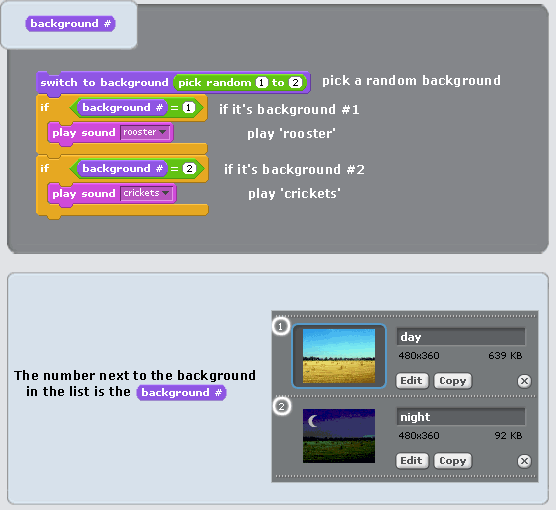 background #
switch to background pick random 1 to 2 pick a random background
if background # = 1 if it's background #1
play sound rooster play 'rooster'
if background # = 2 if it's background #2
play sound crickets play 'crickets'
The number next to the background
in the list is the background #
1
day
480x360 639 KB
Edit Copy
2
night
480x360 92 KB
Edit Copy